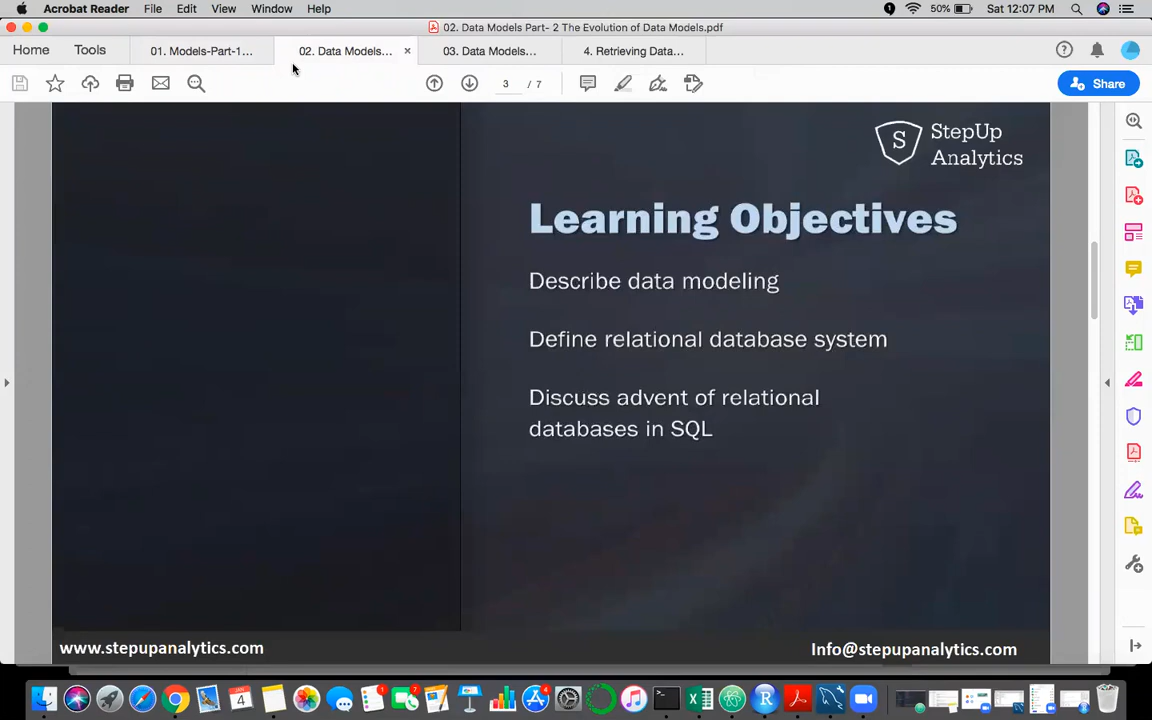 Acrobat Reader File Edit View Window Help 50% Sat 12:07 PM
02. Data Models Part- 2 The Evolution of Data Models.pdf
Home Tools 01. Models-Part-1... 02. Data Models... × 03. Data Models... 4. Retrieving Data...
3 / 7 Share
S StepUp
Analytics
Learning Objectives
Describe data modeling
Define relational database system
Discuss advent of relational
databases in SQL
www.stepupanalytics.com Info@stepupanalytics.com